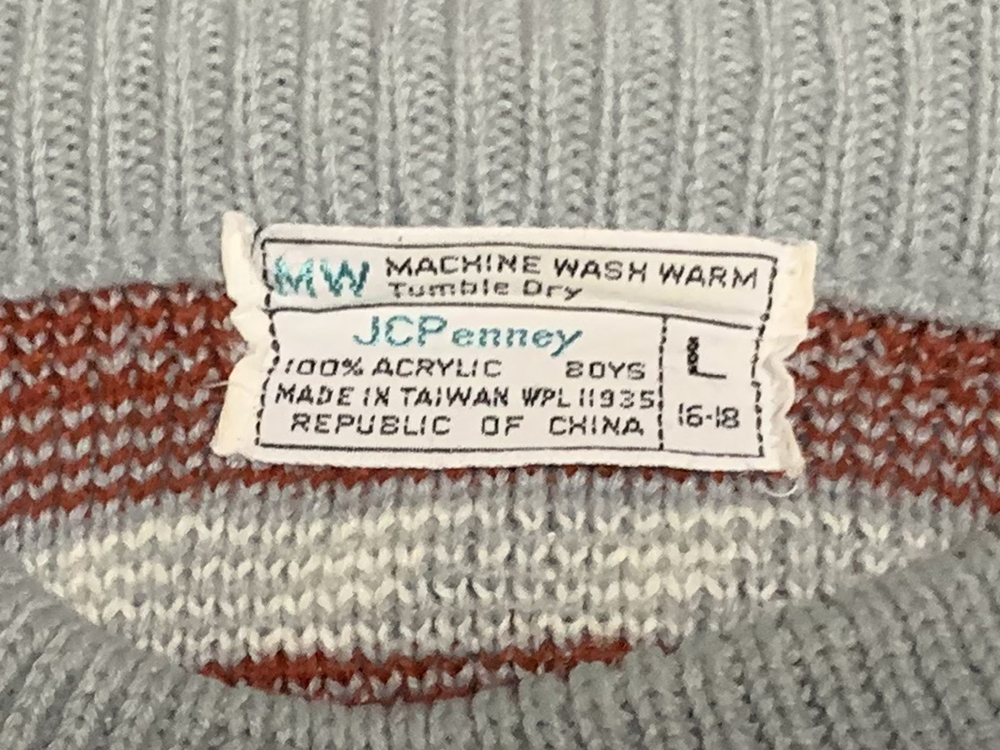 MW MACHINE WASH WARM
Tumble Dry
JCPenney
100% ACRYLIC BOYS
MADE IN TAIWAN WPL 11935
REPUBLIC OF CHINA
L
16-18